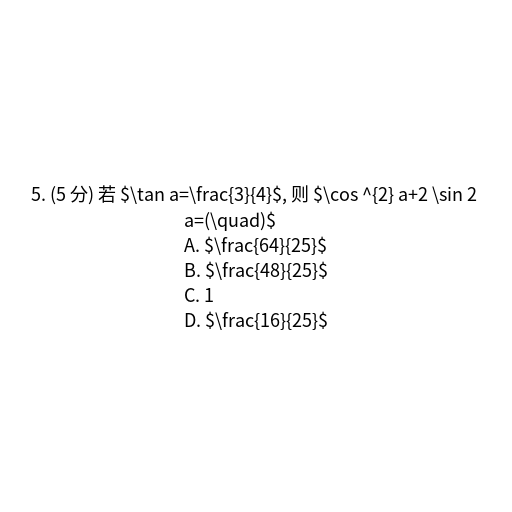 5. (5 分) 若 $\tan a=\frac{3}{4}$, 则 $\cos ^{2} a+2 \sin 2
a=(\quad)$
A. $\frac{64}{25}$
B. $\frac{48}{25}$
C. 1
D. $\frac{16}{25}$